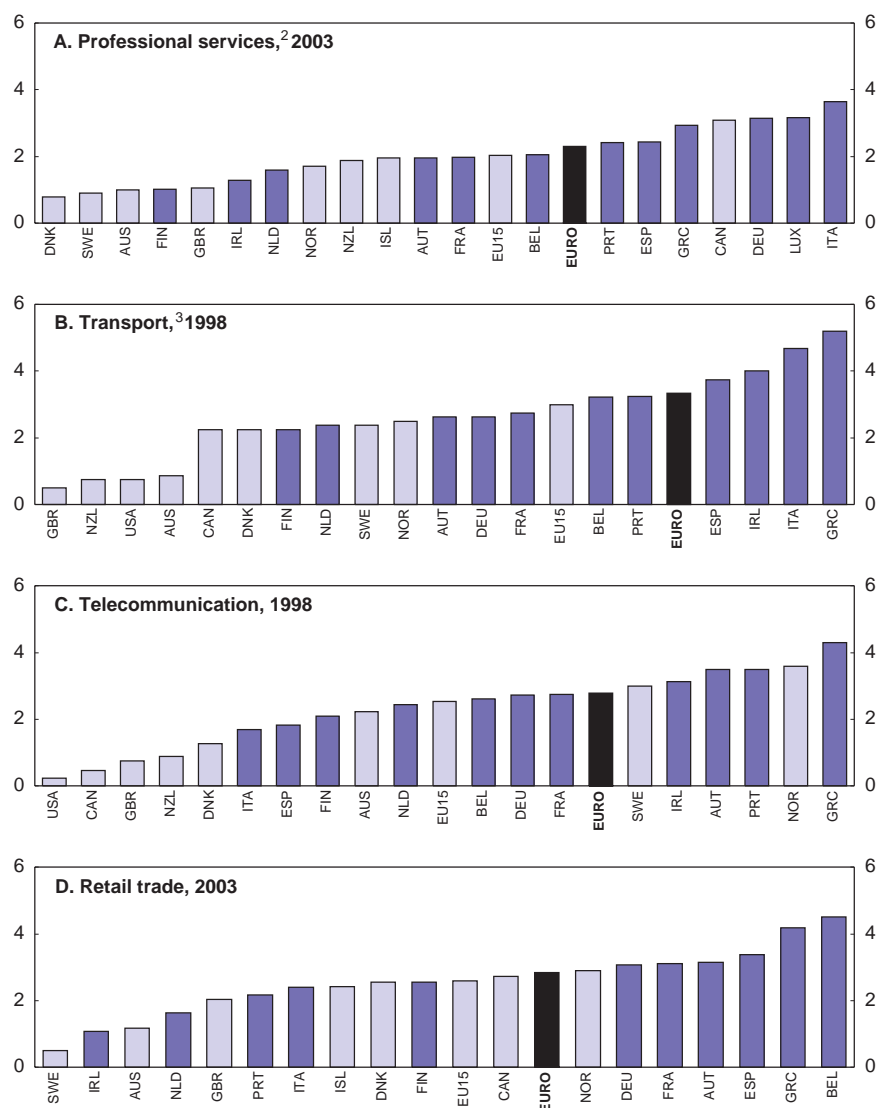 A. Professional services,2 2003
6 6
4 4
2 2
0 0
DNK SWE AUS FIN GBR IRL NLD NOR NZL ISL AUT FRA EU15 BEL EURO PRT ESP GRC CAN DEU LUX ITA
B. Transport,3 1998
6 6
4 4
2 2
0 0
GBR NZL USA AUS CAN DNK FIN NLD SWE NOR AUT DEU FRA EU15 BEL PRT EURO ESP IRL ITA GRC
C. Telecommunication, 1998
6 6
4 4
2 2
0 0
USA CAN GBR NZL DNK ITA ESP FIN AUS NLD EU15 BEL DEU FRA EURO SWE IRL AUT PRT NOR GRC
D. Retail trade, 2003
6 6
4 4
2 2
0 0
SWE IRL AUS NLD GBR PRT ITA ISL DNK FIN EU15 CAN EURO NOR DEU FRA AUT ESP GRC BEL